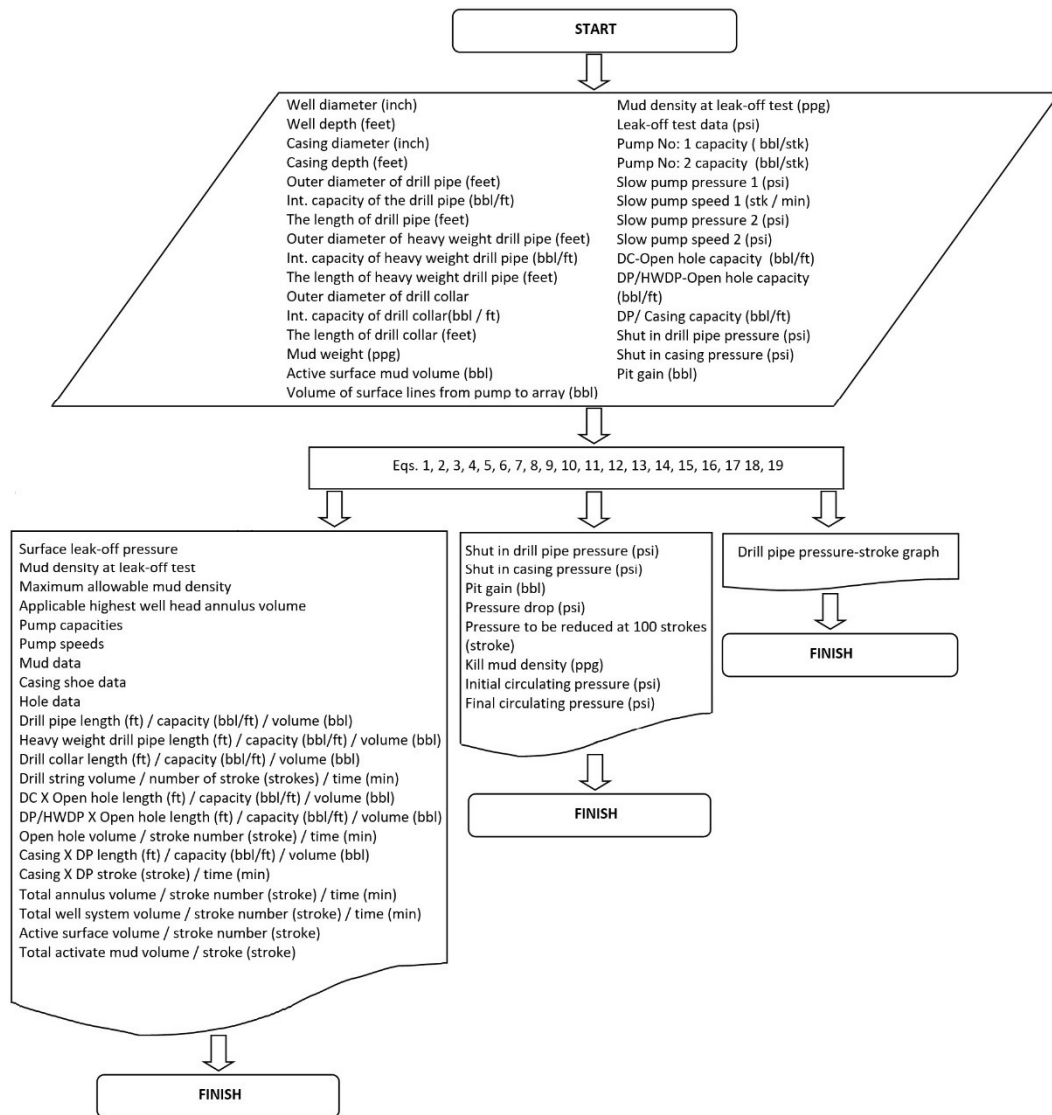 START
Well diameter (inch)
Well depth (feet)
Casing diameter (inch)
Casing depth (feet)
Outer diameter of drill pipe (feet)
Int. capacity of the drill pipe (bbl/ft)
The length of drill pipe (feet)
Outer diameter of heavy weight drill pipe (feet)
Int. capacity of heavy weight drill pipe (bbl/ft)
The length of heavy weight drill pipe (feet)
Outer diameter of drill collar
Int. capacity of drill collar(bbl / ft)
The length of drill collar (feet)
Mud weight (ppg)
Active surface mud volume (bbl)
Volume of surface lines from pump to array (bbl)
Mud density at leak-off test (ppg)
Leak-off test data (psi)
Pump No: 1 capacity ( bbl/stk)
Pump No: 2 capacity (bbl/stk)
Slow pump pressure 1 (psi)
Slow pump speed 1 (stk / min)
Slow pump pressure 2 (psi)
Slow pump speed 2 (psi)
DC-Open hole capacity (bbl/ft)
DP/HWDP-Open hole capacity
(bbl/ft)
DP/ Casing capacity (bbl/ft)
Shut in drill pipe pressure (psi)
Shut in casing pressure (psi)
Pit gain (bbl)
Eqs. 1, 2, 3, 4, 5, 6, 7, 8, 9, 10, 11, 12, 13, 14, 15, 16, 17 18, 19
Surface leak-off pressure
Mud density at leak-off test
Maximum allowable mud density
Applicable highest well head annulus volume
Pump capacities
Pump speeds
Mud data
Casing shoe data
Hole data
Drill pipe length (ft) / capacity (bbl/ft) / volume (bbl)
Heavy weight drill pipe length (ft) / capacity (bbl/ft) / volume (bbl)
Drill collar length (ft) / capacity (bbl/ft) / volume (bbl)
Drill string volume / number of stroke (strokes) / time (min)
DC X Open hole length (ft) / capacity (bbl/ft) / volume (bbl)
DP/HWDP X Open hole length (ft) / capacity (bbl/ft) / volume (bbl)
Open hole volume / stroke number (stroke) / time (min)
Casing X DP length (ft) / capacity (bbl/ft) / volume (bbl)
Casing X DP stroke (stroke) / time (min)
Total annulus volume / stroke number (stroke) / time (min)
Total well system volume / stroke number (stroke) / time (min)
Active surface volume / stroke number (stroke)
Total activate mud volume / stroke (stroke)
FINISH
Shut in drill pipe pressure (psi)
Shut in casing pressure (psi)
Pit gain (bbl)
Pressure drop (psi)
Pressure to be reduced at 100 strokes
(stroke)
Kill mud density (ppg)
Initial circulating pressure (psi)
Final circulating pressure (psi)
FINISH
Drill pipe pressure-stroke graph
FINISH